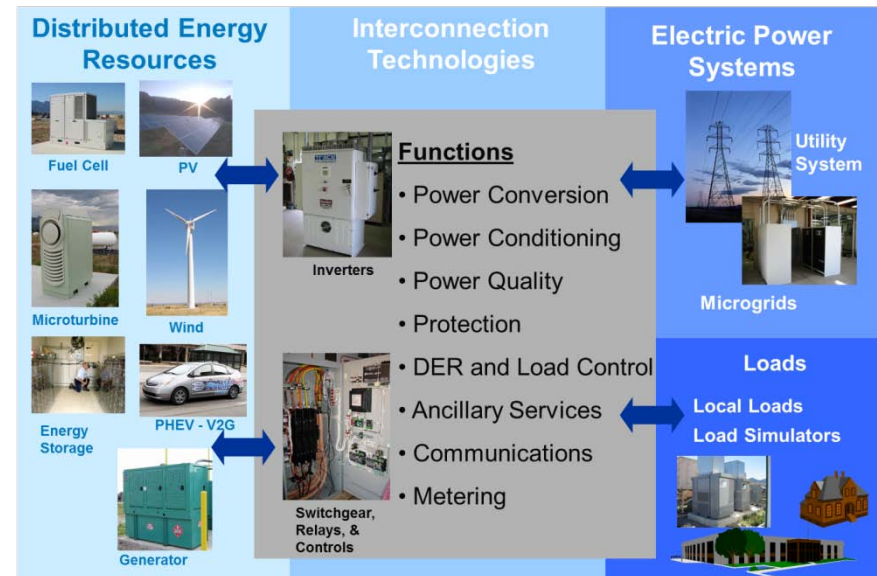 Distributed Energy
Resources
Fuel Cell
PV
Microturbine
Wind
Energy
Storage
PHEV - V2G
Generator
Interconnection
Technologies
Inverters
Switchgear,
Relays, &
Controls
Functions
• Power Conversion
• Power Conditioning
• Power Quality
• Protection
• DER and Load Control
• Ancillary Services
• Communications
• Metering
Electric Power
Systems
Utility
System
Microgrids
Loads
Local Loads
Load Simulators